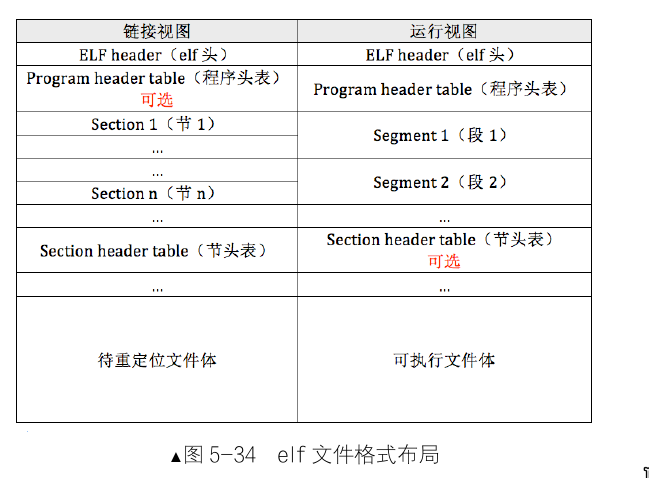 链接视图 运行视图
ELF header（elf 头） ELF header（elf 头）
Program header table（程序头表）
可选
Program header table（程序头表）
Section 1（节 1）
...
Segment 1（段 1）
...
Section n（节 n）
Segment 2（段 2）
... ...
Section header table（节头表）
Section header table（节头表）
可选
... ...
待重定位文件体 可执行文件体
▲图 5-34 elf 文件格式布局